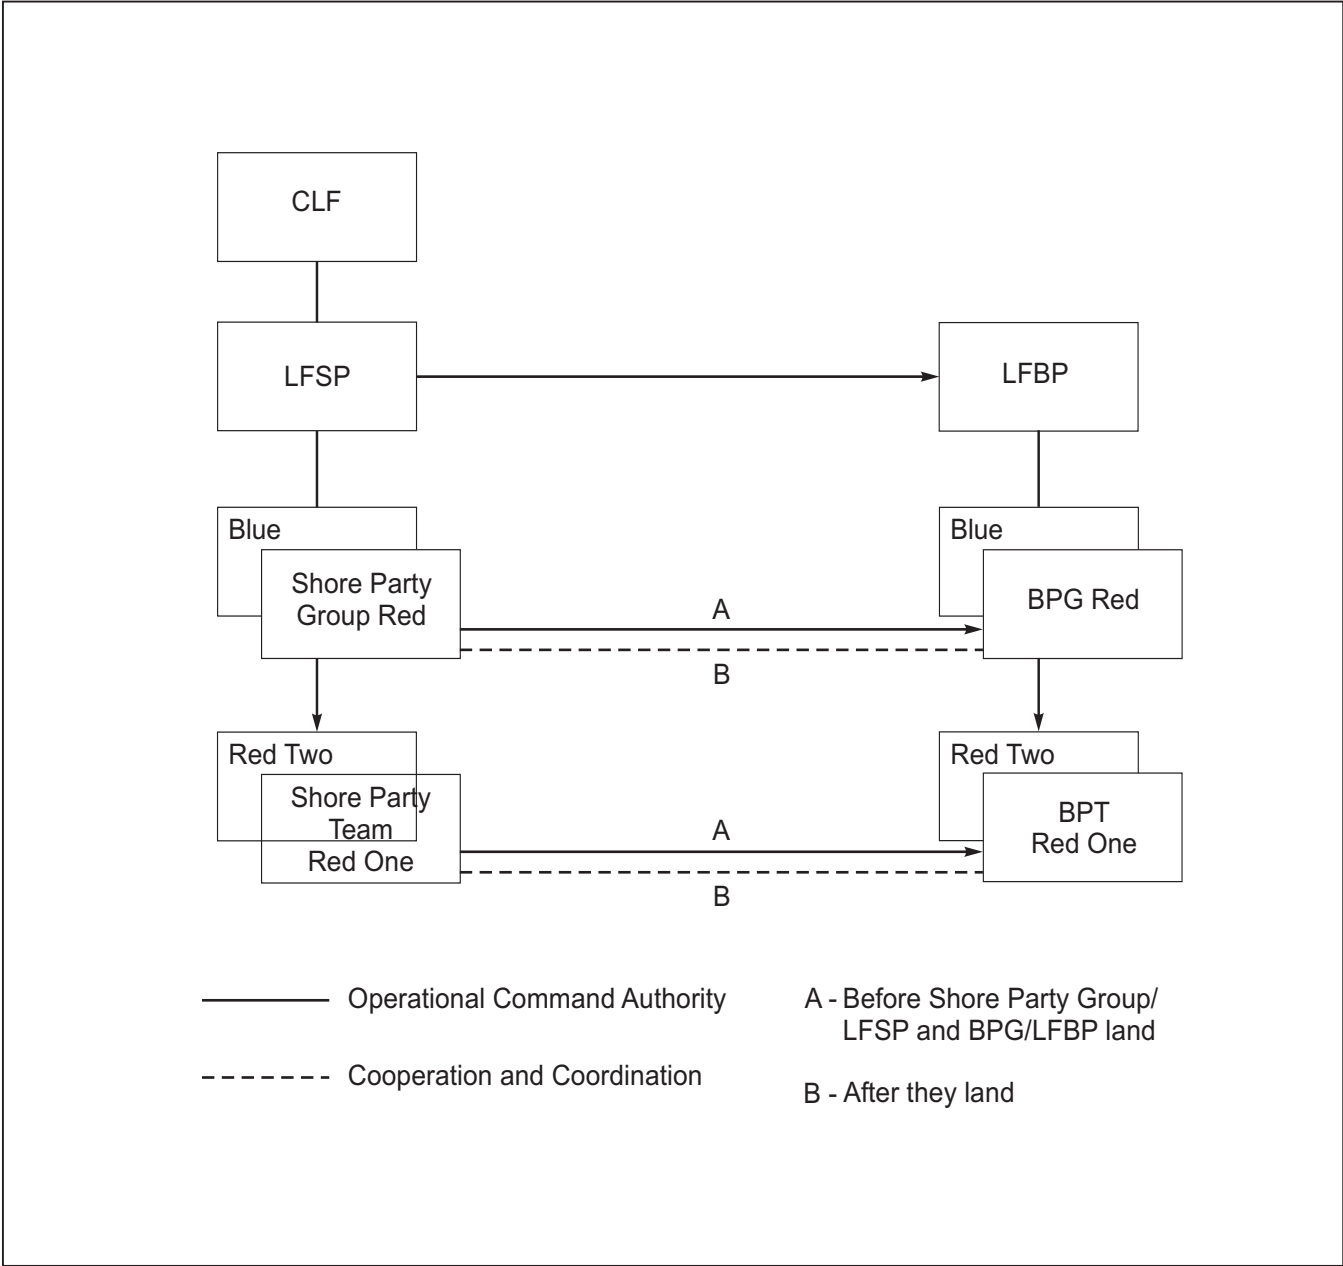 CLF
LFSP
LFBP
Blue
Shore Party
Group Red
A
B
Blue
BPG Red
Red Two
Shore Party
Team
Red One
A
B
Red Two
BPT
Red One
Operational Command Authority
Cooperation and Coordination
A - Before Shore Party Group/
LFSP and BPG/LFBP land
B - After they land